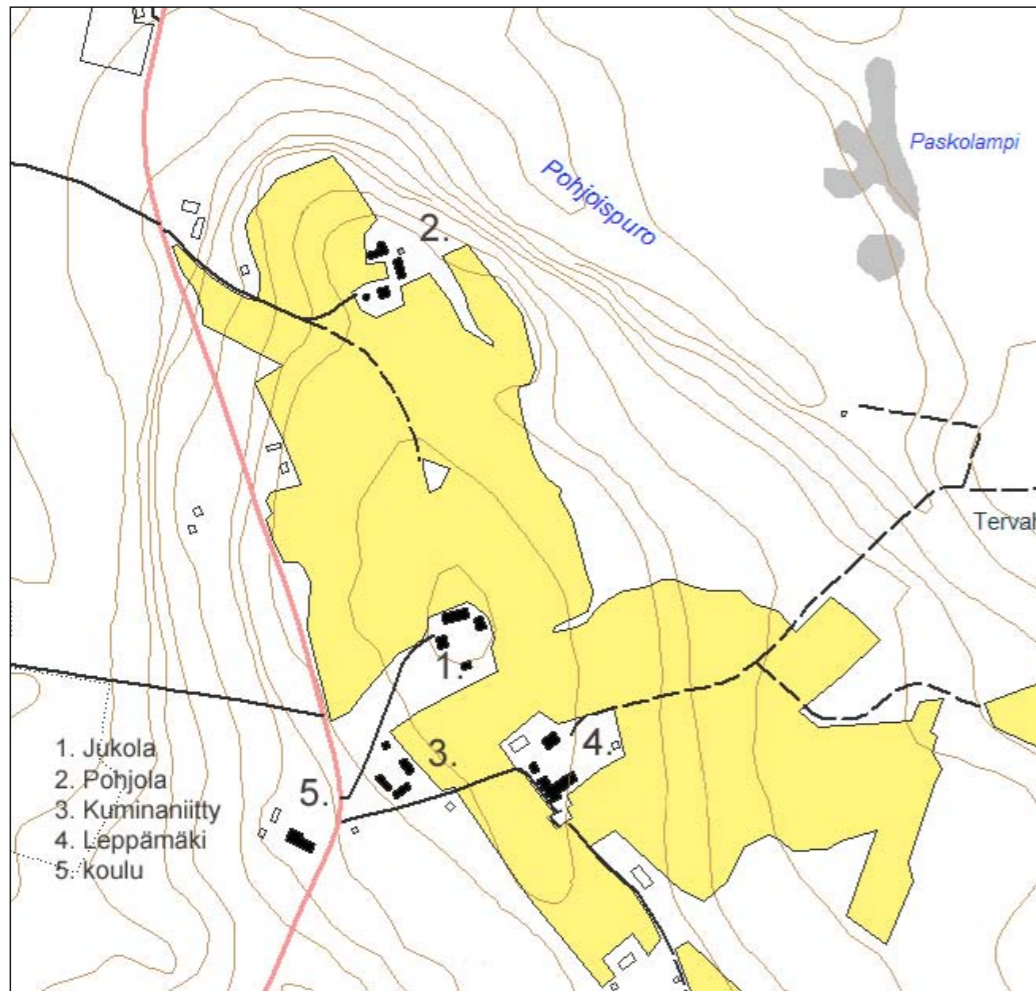 Paskolampi
Pohjoispuro
2.
Terval
1.
3.
4.
5.
1. Jukola
2. Pohjola
3. Kuminaniitty
4. Leppämäki
5. koulu